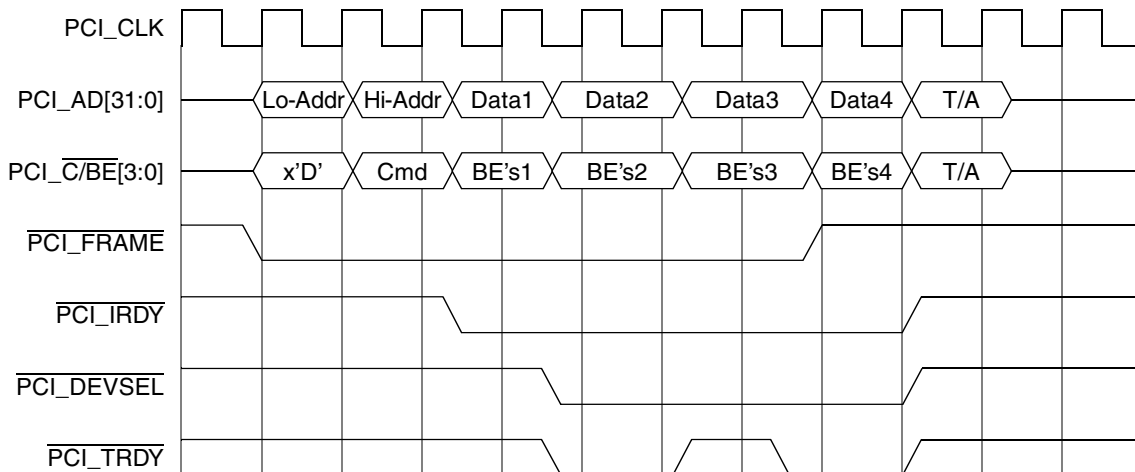 PCI_CLK
PCI_AD[31:0] Lo-Addr Hi-Addr Data1 Data2 Data3 Data4 T/A
PCI_C/BE[3:0] x'D' Cmd BE's1 BE's2 BE's3 BE's4 T/A
PCI_FRAME
PCI_IRDY
PCI_DEVSEL
PCI_TRDY